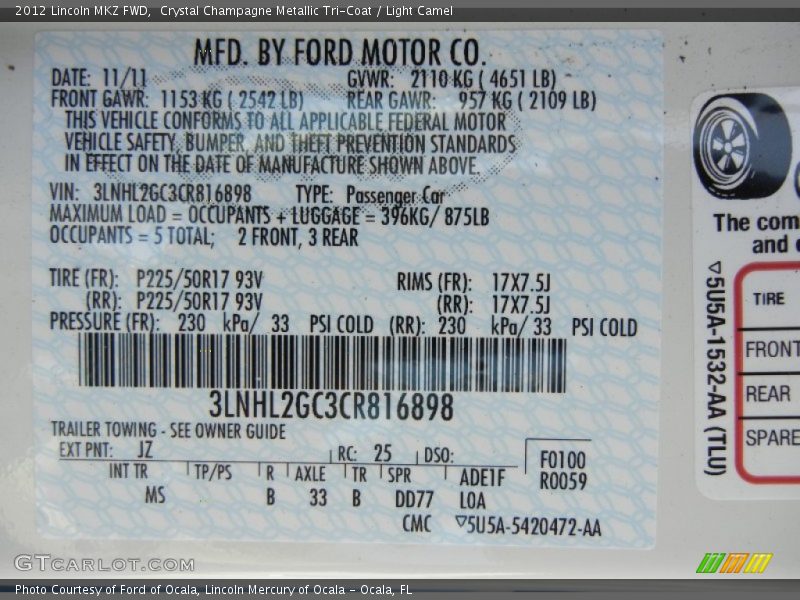 2012 Lincoln MKZ FWD,  Crystal Champagne Metallic Tri-Coat / Light Camel
MFD. BY FORD MOTOR CO.
DATE: 11/11 GVWR: 2110 KG ( 4651 LB)
FRONT GAWR: 1153 KG ( 2542 LB) REAR GAWR: 957 KG ( 2109 LB)
THIS VEHICLE CONFORMS TO ALL APPLICABLE FEDERAL MOTOR
VEHICLE SAFETY, BUMPER, AND THEFT PREVENTION STANDARDS
IN EFFECT ON THE DATE OF MANUFACTURE SHOWN ABOVE.
VIN: 3LNHL2GC3CR816898 TYPE: Passenger Car
MAXIMUM LOAD = OCCUPANTS + LUGGAGE = 396KG/ 875LB
OCCUPANTS = 5 TOTAL; 2 FRONT, 3 REAR
TIRE (FR): P225/50R17 93V RIMS (FR): 17X7.5J
(RR): P225/50R17 93V (RR): 17X7.5J
PRESSURE (FR): 230 kPa/ 33 PSI COLD (RR): 230 kPa/ 33 PSI COLD
3LNHL2GC3CR816898
TRAILER TOWING - SEE OWNER GUIDE
EXT PNT: JZ RC: 25 DSO: F0100
INT TR TP/PS R AXLE TR SPR ADE1F R0059
MS B 33 B DD77 LOA
CMC ▽5U5A-5420472-AA
The com
and
▽5U5A-1532-AA (TLU)
TIRE
FRONT
REAR
SPARE
GTCARLOT.COM
Photo Courtesy of Ford of Ocala, Lincoln Mercury of Ocala - Ocala, FL